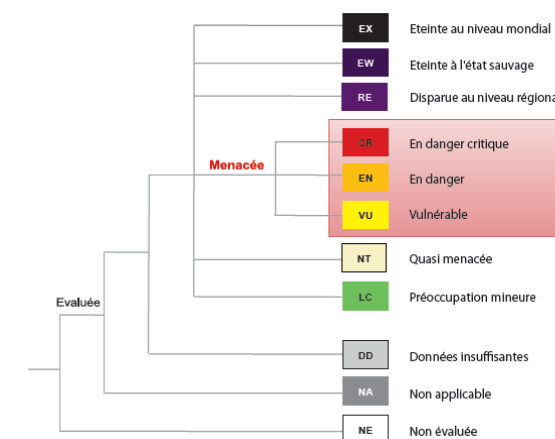 EX Eteinte au niveau mondial
EW Eteinte à l'état sauvage
RE Disparue au niveau régiona
CR En danger critique
Menacée
EN En danger
VU Vulnérable
NT Quasi menacée
LC Préoccupation mineure
Evaluée
DD Données insuffisantes
NA Non applicable
NE Non évaluée